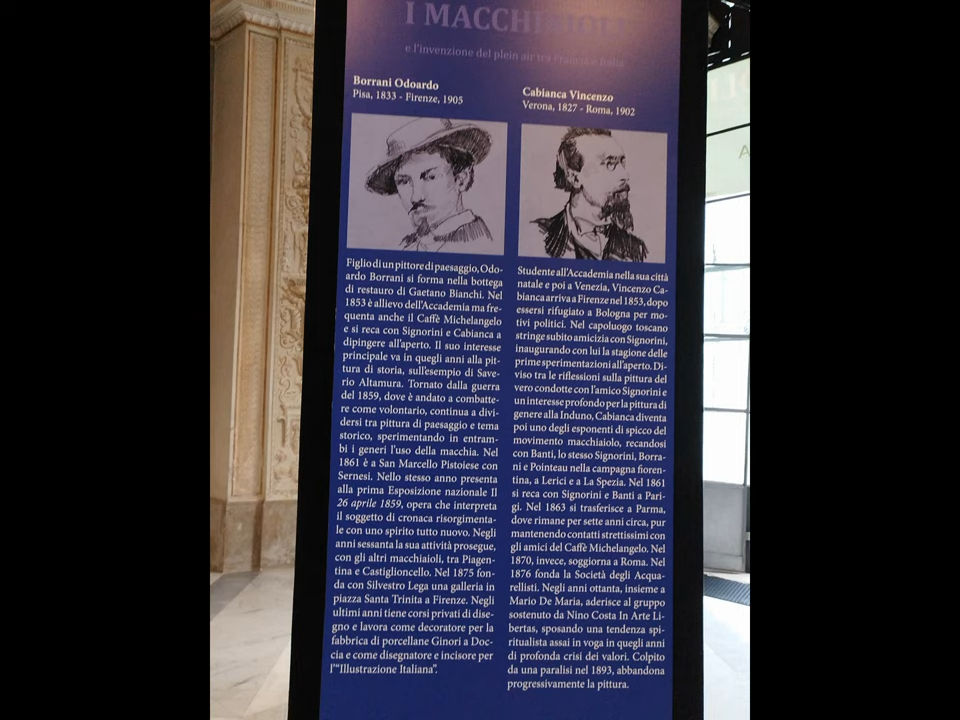 I MACCHIAIOLI
e l'invenzione del plein air tra Francia e Italia
Borrani Odoardo
Pisa, 1833 - Firenze, 1905
Figlio di un pittore di paesaggio, Odo-
ardo Borrani si forma nella bottega
di restauro di Gaetano Bianchi. Nel
1853 è allievo dell'Accademia ma fre-
quenta anche il Caffè Michelangelo
e si reca con Signorini e Cabianca a
dipingere all'aperto. Il suo interesse
principale va in quegli anni alla pit-
tura di storia, sull'esempio di Save-
rio Altamura. Tornato dalla guerra
del 1859, dove è andato a combatte-
re come volontario, continua a divi-
dersi tra pittura di paesaggio e tema
storico, sperimentando in entram-
bi i generi l'uso della macchia. Nel
1861 è a San Marcello Pistoiese con
Sernesi. Nello stesso anno presenta
alla prima Esposizione nazionale Il
26 aprile 1859, opera che interpreta
il soggetto di cronaca risorgimenta-
le con uno spirito tutto nuovo. Negli
anni sessanta la sua attività prosegue,
con gli altri macchiaioli, tra Piagen-
tina e Castiglioncello. Nel 1875 fon-
da con Silvestro Lega una galleria in
piazza Santa Trinita a Firenze. Negli
ultimi anni tiene corsi privati di dise-
gno e lavora come decoratore per la
fabbrica di porcellane Ginori a Doc-
cia e come disegnatore e incisore per
l'"Illustrazione Italiana".
Cabianca Vincenzo
Verona, 1827 - Roma, 1902
Studente all'Accademia nella sua città
natale e poi a Venezia, Vincenzo Ca-
bianca arriva a Firenze nel 1853, dopo
essersi rifugiato a Bologna per mo-
tivi politici. Nel capoluogo toscano
stringe subito amicizia con Signorini,
inaugurando con lui la stagione delle
prime sperimentazioni all'aperto. Di-
viso tra le riflessioni sulla pittura del
vero condotte con l'amico Signorini e
un interesse profondo per la pittura di
genere alla Induno, Cabianca diventa
poi uno degli esponenti di spicco del
movimento macchiaiolo, recandosi
con Banti, lo stesso Signorini, Borra-
ni e Pointeau nella campagna fioren-
tina, a Lerici e a La Spezia. Nel 1861
si reca con Signorini e Banti a Pari-
gi. Nel 1863 si trasferisce a Parma,
dove rimane per sette anni circa, pur
mantenendo contatti strettissimi con
gli amici del Caffè Michelangelo. Nel
1870, invece, soggiorna a Roma. Nel
1876 fonda la Società degli Acqua-
rellisti. Negli anni ottanta, insieme a
Mario De Maria, aderisce al gruppo
sostenuto da Nino Costa In Arte Li-
bertas, sposando una tendenza spi-
ritualista assai in voga in quegli anni
di profonda crisi dei valori. Colpito
da una paralisi nel 1893, abbandona
progressivamente la pittura.